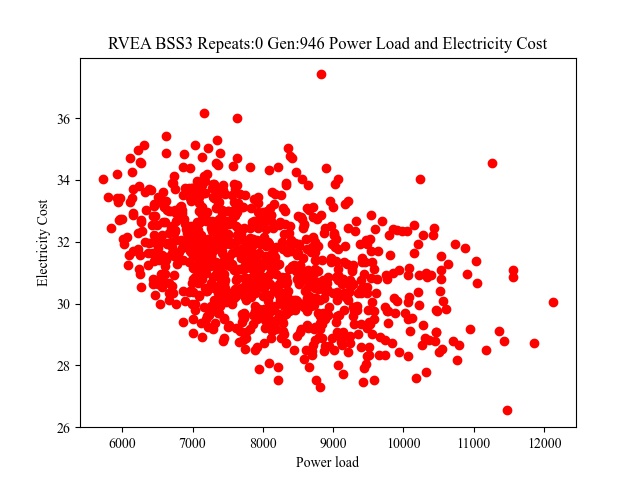 RVEA BSS3 Repeats:0 Gen:946 Power Load and Electricity Cost
Electricity Cost
36
34
32
30
28
26
6000 7000 8000 9000 10000 11000 12000
Power load